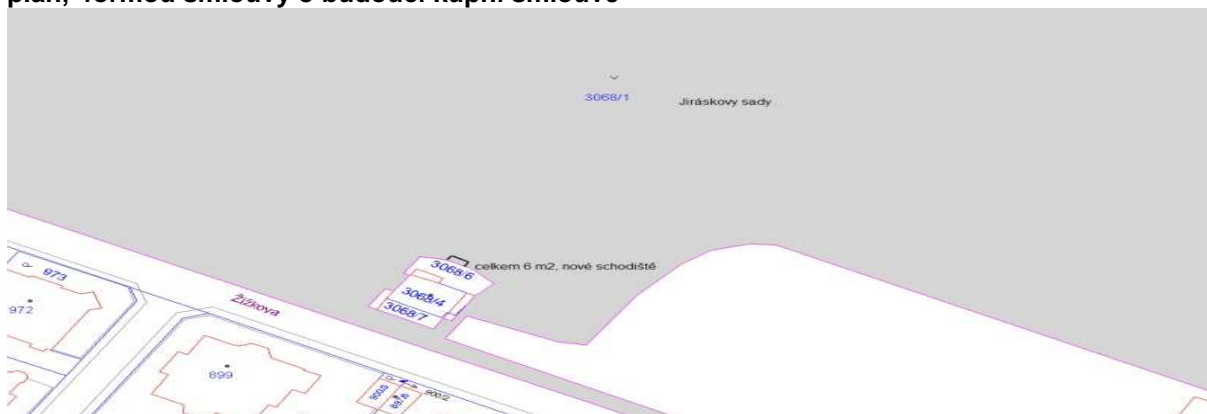 plán, formou smlouvy o budoucí kupní smlouvě
3068/1
Jiráskovy sady
celkem 6 m2, nové schodiště
3068/6
973
3068/4
972
Žižkova
3068/7
899
900/2